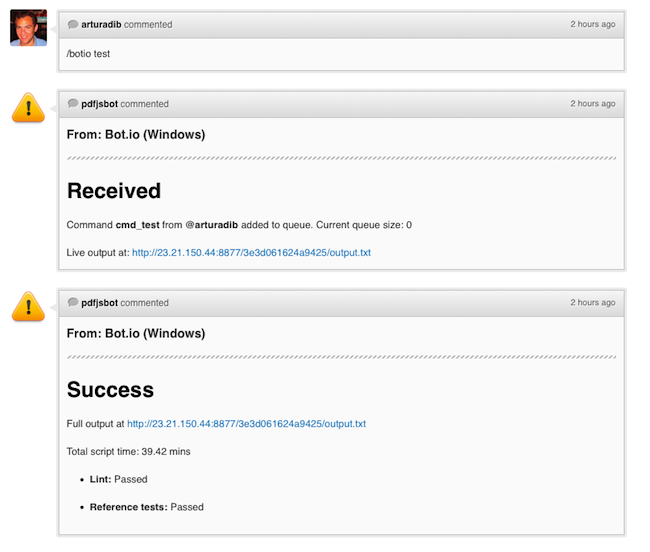 arturadib commented 2 hours ago
/botio test
pdfjsbot commented 2 hours ago
From: Bot.io (Windows)
Received
Command cmd_test from @arturadib added to queue. Current queue size: 0
Live output at: http://23.21.150.44:8877/3e3d061624a9425/output.txt
pdfjsbot commented 2 hours ago
From: Bot.io (Windows)
Success
Full output at http://23.21.150.44:8877/3e3d061624a9425/output.txt
Total script time: 39.42 mins
• Lint: Passed
• Reference tests: Passed